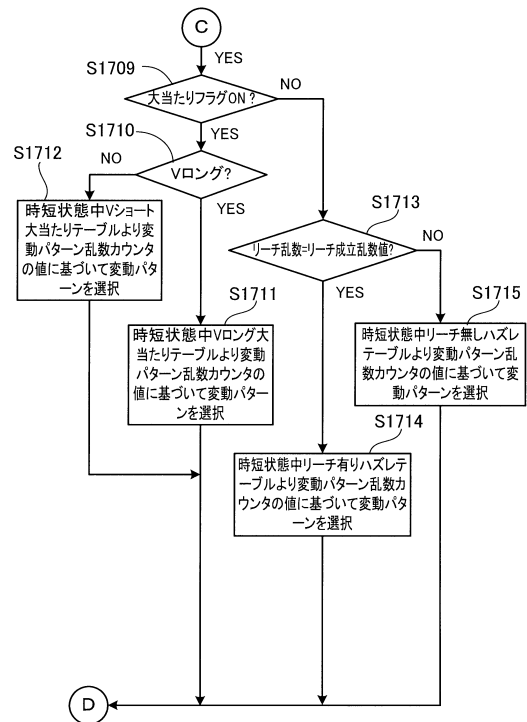 C
YES
S1709
大当たりフラグON?
NO
YES
S1710
Vロング?
NO
YES
S1712
時短状態中Vショート
大当たりテーブルより変
動パターン乱数カウンタ
の値に基づいて変動パタ
ーンを選択
S1711
時短状態中Vロング大
当たりテーブルより変動
パターン乱数カウンタの
値に基づいて変動パター
ンを選択
S1713
リーチ乱数=リーチ成立乱数値?
NO
YES
S1715
時短状態中リーチ無しハズレ
テーブルより変動パターン乱
数カウンタの値に基づいて変
動パターンを選択
S1714
時短状態中リーチ有りハズレテ
ーブルより変動パターン乱数カ
ウンタの値に基づいて変動パタ
ーンを選択
D